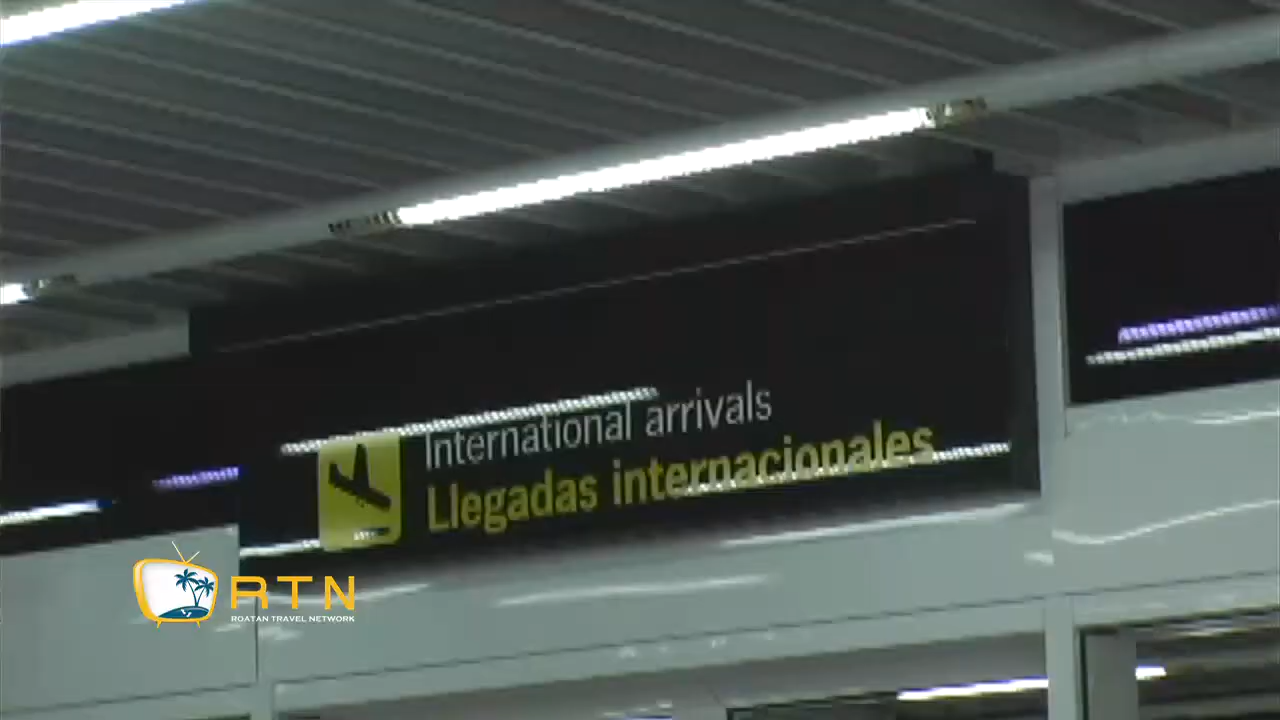 International arrivals
Llegadas internacionales
RTN
ROATAN TRAVEL NETWORK